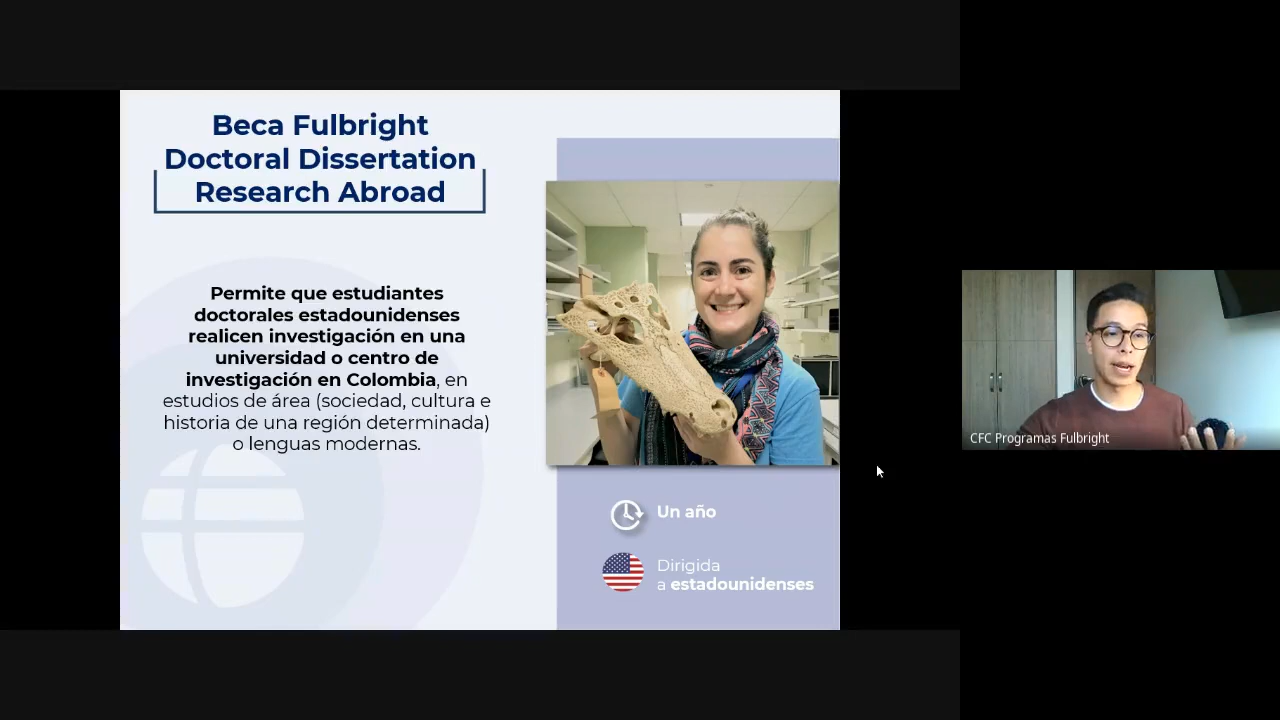 Beca Fulbright
Doctoral Dissertation
Research Abroad
Permite que estudiantes
doctorales estadounidenses
realicen investigación en una
universidad o centro de
investigación en Colombia, en
estudios de área (sociedad, cultura e
historia de una región determinada)
o lenguas modernas.
Un año
Dirigida
a estadounidenses
CFC Programas Fulbright